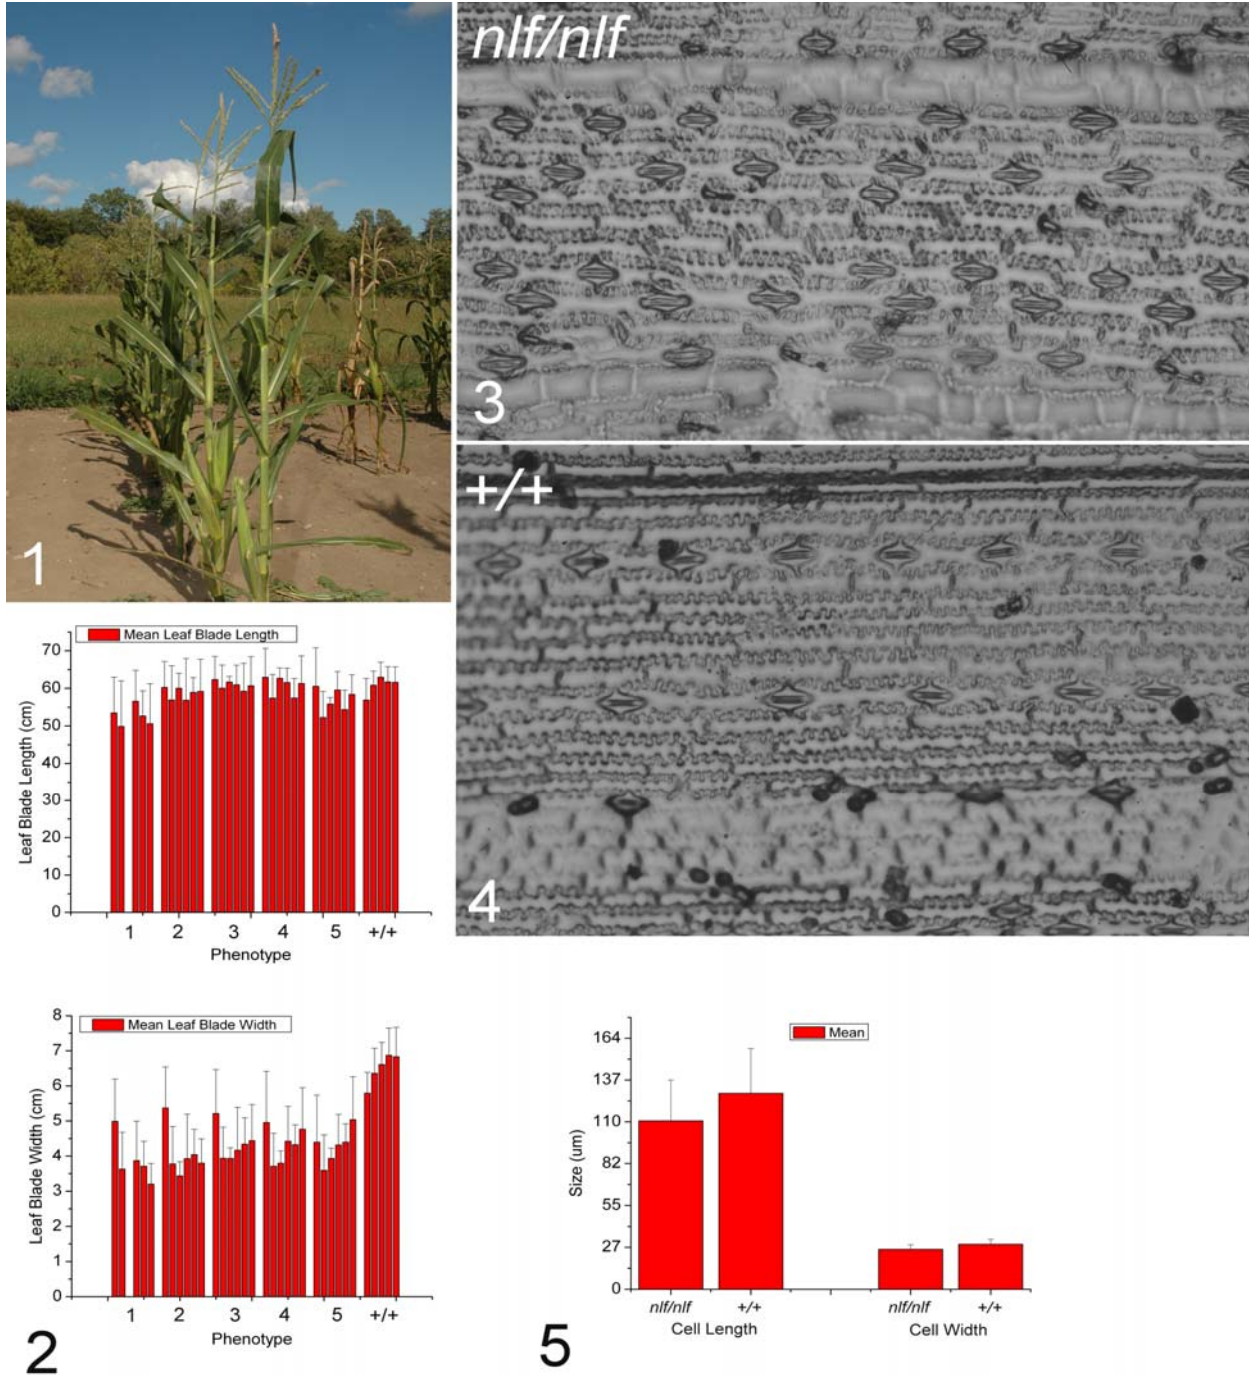 nlf/nlf
1
3
+/+
4
Mean Leaf Blade Length
70
60
50
40
30
20
10
0
Leaf Blade Length (cm)
1 2 3 4 5 +/+
Phenotype
Mean Leaf Blade Width
8
7
6
5
4
3
2
1
0
Leaf Blade Width (cm)
1 2 3 4 5 +/+
Phenotype
2
Mean
164
137
110
82
55
27
0
Size (um)
nlf/nlf +/+ nlf/nlf +/+
Cell Length Cell Width
5